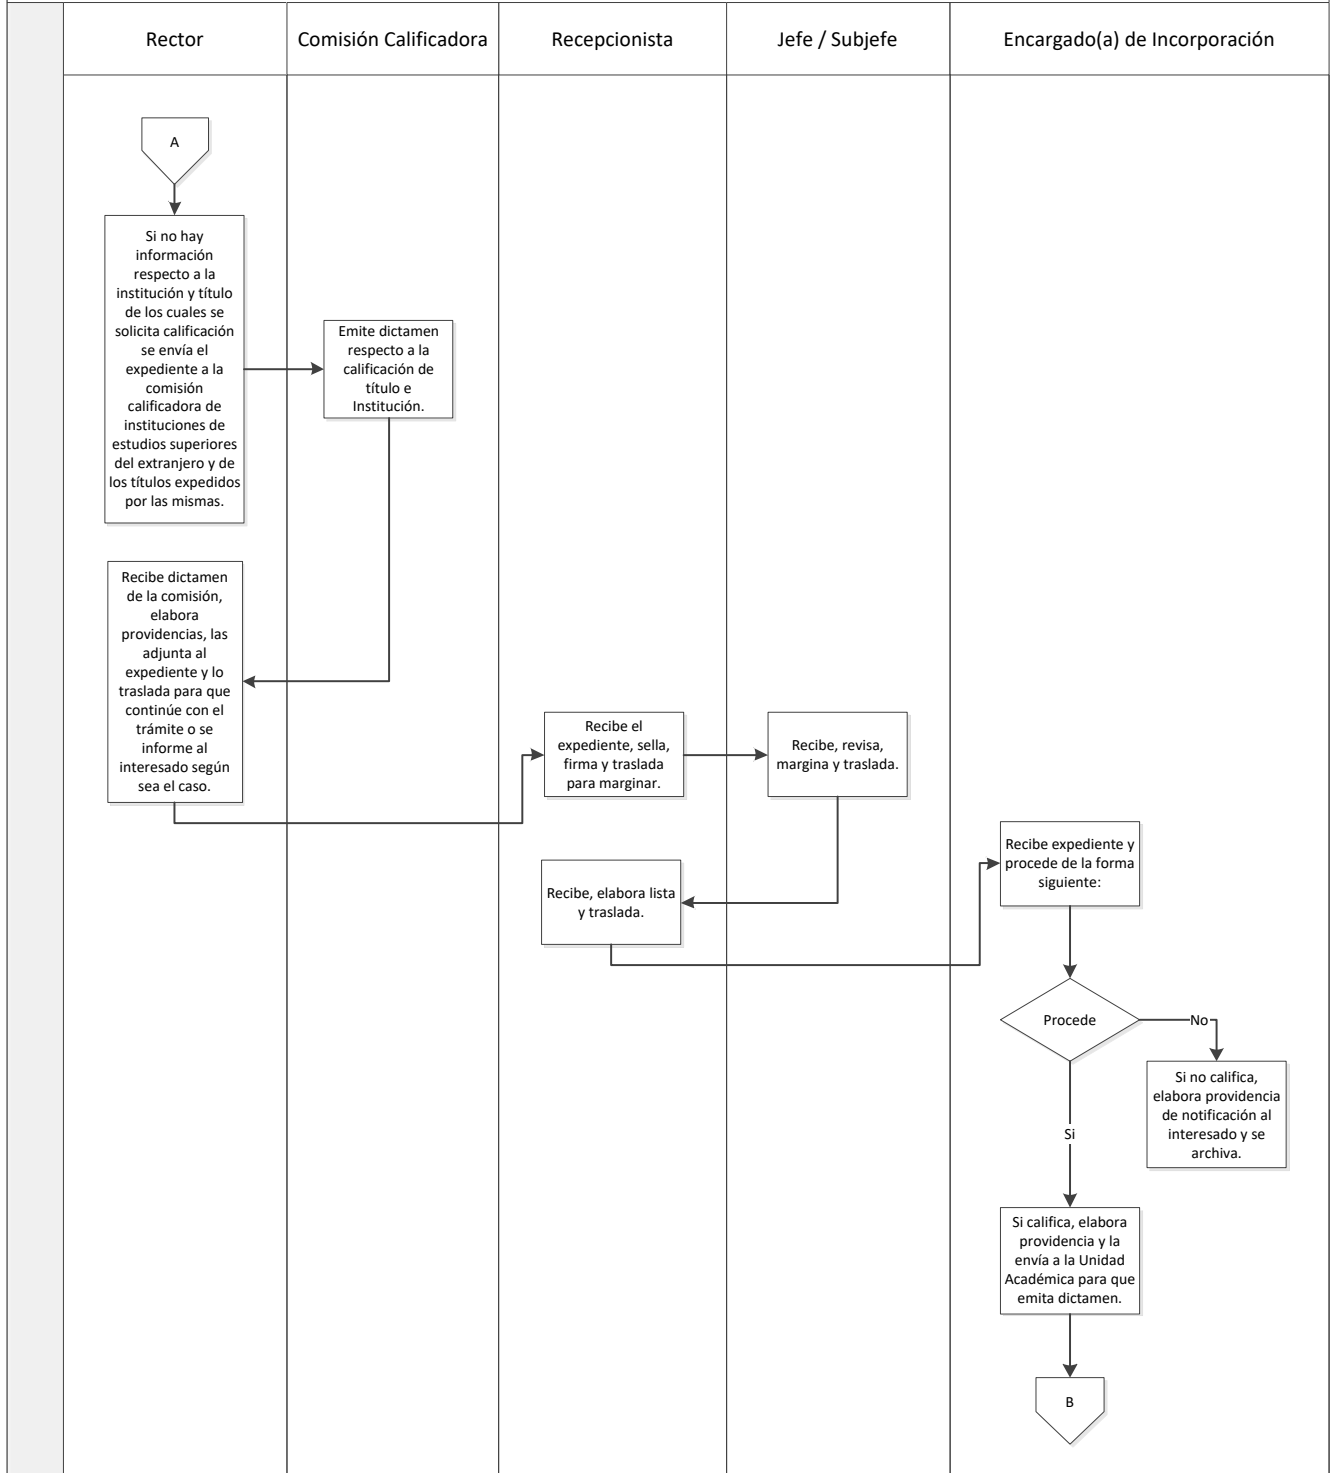 Rector
Comisión Calificadora
Recepcionista
Jefe / Subjefe
Encargado(a) de Incorporación
A
Si no hay
información
respecto a la
institución y título
de los cuales se
solicita calificación
se envía el
expediente a la
comisión
calificadora de
instituciones de
estudios superiores
del extranjero y de
los títulos expedidos
por las mismas.
Emite dictamen
respecto a la
calificación de
título e
Institución.
Recibe dictamen
de la comisión,
elabora
providencias, las
adjunta al
expediente y lo
traslada para que
continúe con el
trámite o se
informe al
interesado según
sea el caso.
Recibe el
expediente, sella,
firma y traslada
para marginar.
Recibe, revisa,
margina y traslada.
Recibe, elabora lista
y traslada.
Recibe expediente y
procede de la forma
siguiente:
Procede
No
Si no califica,
elabora providencia
de notificación al
interesado y se
archiva.
Si
Si califica, elabora
providencia y la
envía a la Unidad
Académica para que
emita dictamen.
B